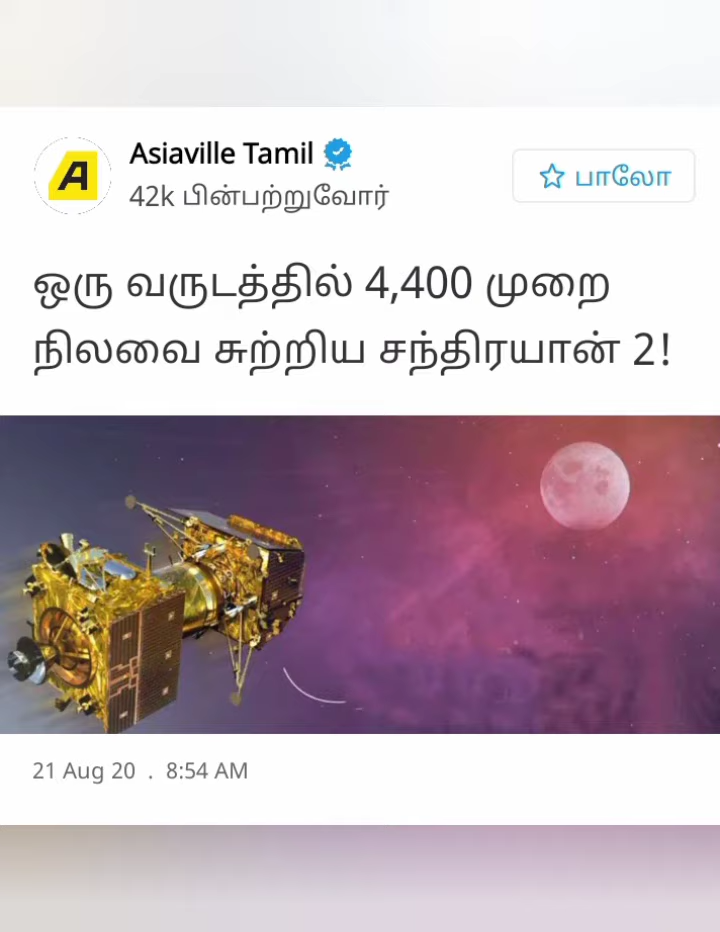 A
Asiaville Tamil
42k பின்பற்றுவோர்
பாலோ
ஒரு வருடத்தில் 4,400 முறை
நிலவை சுற்றிய சந்திரயான் 2!
21 Aug 20 . 8:54 AM